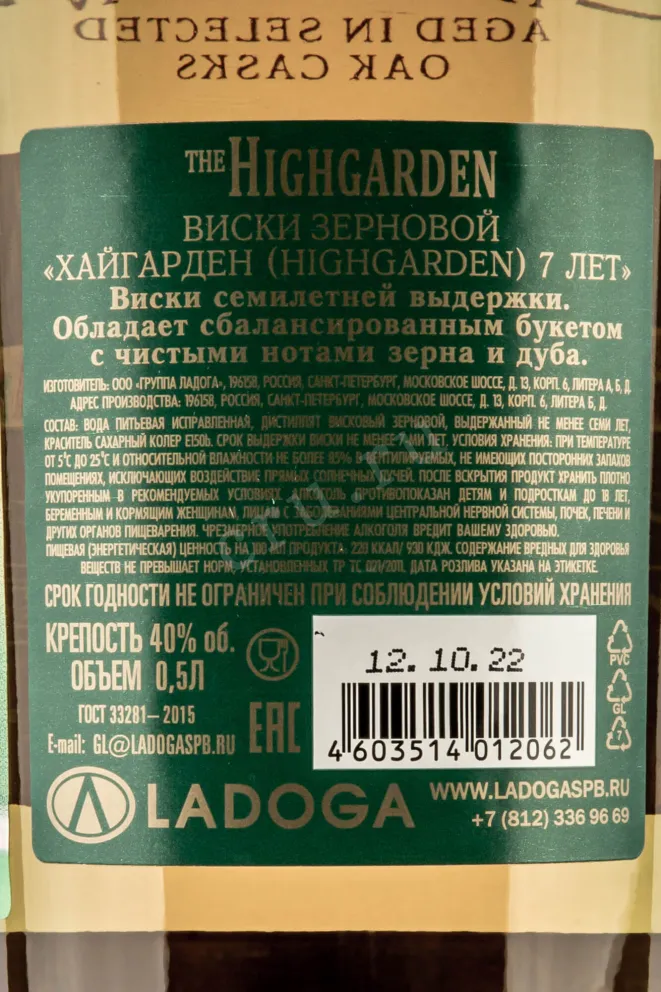 AGED IN SELECTED
OAK CASKS
THE HIGHGARDEN
ВИСКИ ЗЕРНОВОЙ
«ХАЙГАРДЕН (HIGHGARDEN) 7 ЛЕТ»
Виски семилетней выдержки.
Обладает сбалансированным букетом
с чистыми нотами зерна и дуба.
ИЗГОТОВИТЕЛЬ: ООО «ГРУППА ЛАДОГА», 196158, РОССИЯ, САНКТ-ПЕТЕРБУРГ, МОСКОВСКОЕ ШОССЕ, Д. 13, КОРП. 6, ЛИТЕРА А, Б, Д.
АДРЕС ПРОИЗВОДСТВА: 196158, РОССИЯ, САНКТ-ПЕТЕРБУРГ, МОСКОВСКОЕ ШОССЕ, Д. 13, КОРП. 6, ЛИТЕРА Б, Д.
СОСТАВ: ВОДА ПИТЬЕВАЯ ИСПРАВЛЕННАЯ, ДИСТИЛЛЯТ ВИСКОВЫЙ ЗЕРНОВОЙ, ВЫДЕРЖАННЫЙ НЕ МЕНЕЕ СЕМИ ЛЕТ,
КРАСИТЕЛЬ САХАРНЫЙ КОЛЕР Е150b. СРОК ВЫДЕРЖКИ ВИСКИ НЕ МЕНЕЕ 7-МИ ЛЕТ. УСЛОВИЯ ХРАНЕНИЯ: ПРИ ТЕМПЕРАТУРЕ
ОТ 5°С ДО 25°С И ОТНОСИТЕЛЬНОЙ ВЛАЖНОСТИ НЕ БОЛЕЕ 85% В ВЕНТИЛИРУЕМЫХ, НЕ ИМЕЮЩИХ ПОСТОРОННИХ ЗАПАХОВ
ПОМЕЩЕНИЯХ, ИСКЛЮЧАЮЩИХ ВОЗДЕЙСТВИЕ ПРЯМЫХ СОЛНЕЧНЫХ ЛУЧЕЙ. ПОСЛЕ ВСКРЫТИЯ ПРОДУКТ ХРАНИТЬ ПЛОТНО
УКУПОРЕННЫМ В РЕКОМЕНДУЕМЫХ УСЛОВИЯХ. АЛКОГОЛЬ ПРОТИВОПОКАЗАН ДЕТЯМ И ПОДРОСТКАМ ДО 18 ЛЕТ,
БЕРЕМЕННЫМ И КОРМЯЩИМ ЖЕНЩИНАМ, ЛИЦАМ С ЗАБОЛЕВАНИЯМИ ЦЕНТРАЛЬНОЙ НЕРВНОЙ СИСТЕМЫ, ПОЧЕК, ПЕЧЕНИ И
ДРУГИХ ОРГАНОВ ПИЩЕВАРЕНИЯ. ЧРЕЗМЕРНОЕ УПОТРЕБЛЕНИЕ АЛКОГОЛЯ ВРЕДИТ ВАШЕМУ ЗДОРОВЬЮ.
ПИЩЕВАЯ (ЭНЕРГЕТИЧЕСКАЯ) ЦЕННОСТЬ НА 100 МЛ ПРОДУКТА: 220 ККАЛ/ 930 КДЖ. СОДЕРЖАНИЕ ВРЕДНЫХ ДЛЯ ЗДОРОВЬЯ
ВЕЩЕСТВ НЕ ПРЕВЫШАЕТ НОРМ, УСТАНОВЛЕННЫХ ТР ТС 021/2011. ДАТА РОЗЛИВА УКАЗАНА НА ЭТИКЕТКЕ.
СРОК ГОДНОСТИ НЕ ОГРАНИЧЕН ПРИ СОБЛЮДЕНИИ УСЛОВИЙ ХРАНЕНИЯ
cru.ru
КРЕПОСТЬ 40% об.
ОБЪЕМ 0,5Л
ГОСТ 33281-2015
E-mail: GL@LADOGASPB.RU
EAC
12.10.22
4603514012062
PVC
GL
7
LADOGA
WWW.LADOGASPB.RU
+7 (812) 336 96 69